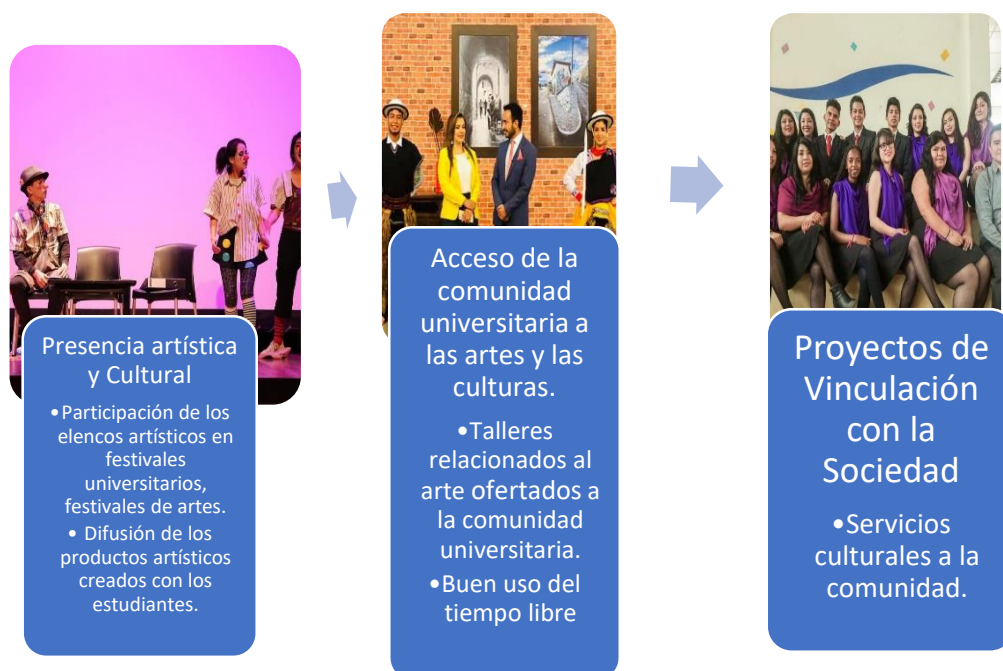 Presencia artística
y Cultural
•Participación de los
elencos artísticos en
festivales
universitarios,
festivales de artes.
• Difusión de los
productos artísticos
creados con los
estudiantes.
Acceso de la
comunidad
universitaria a
las artes y las
culturas.
•Talleres
relacionados al
arte ofertados a
la comunidad
universitaria.
•Buen uso del
tiempo libre
Proyectos de
Vinculación
con la
Sociedad
•Servicios
culturales a la
comunidad.